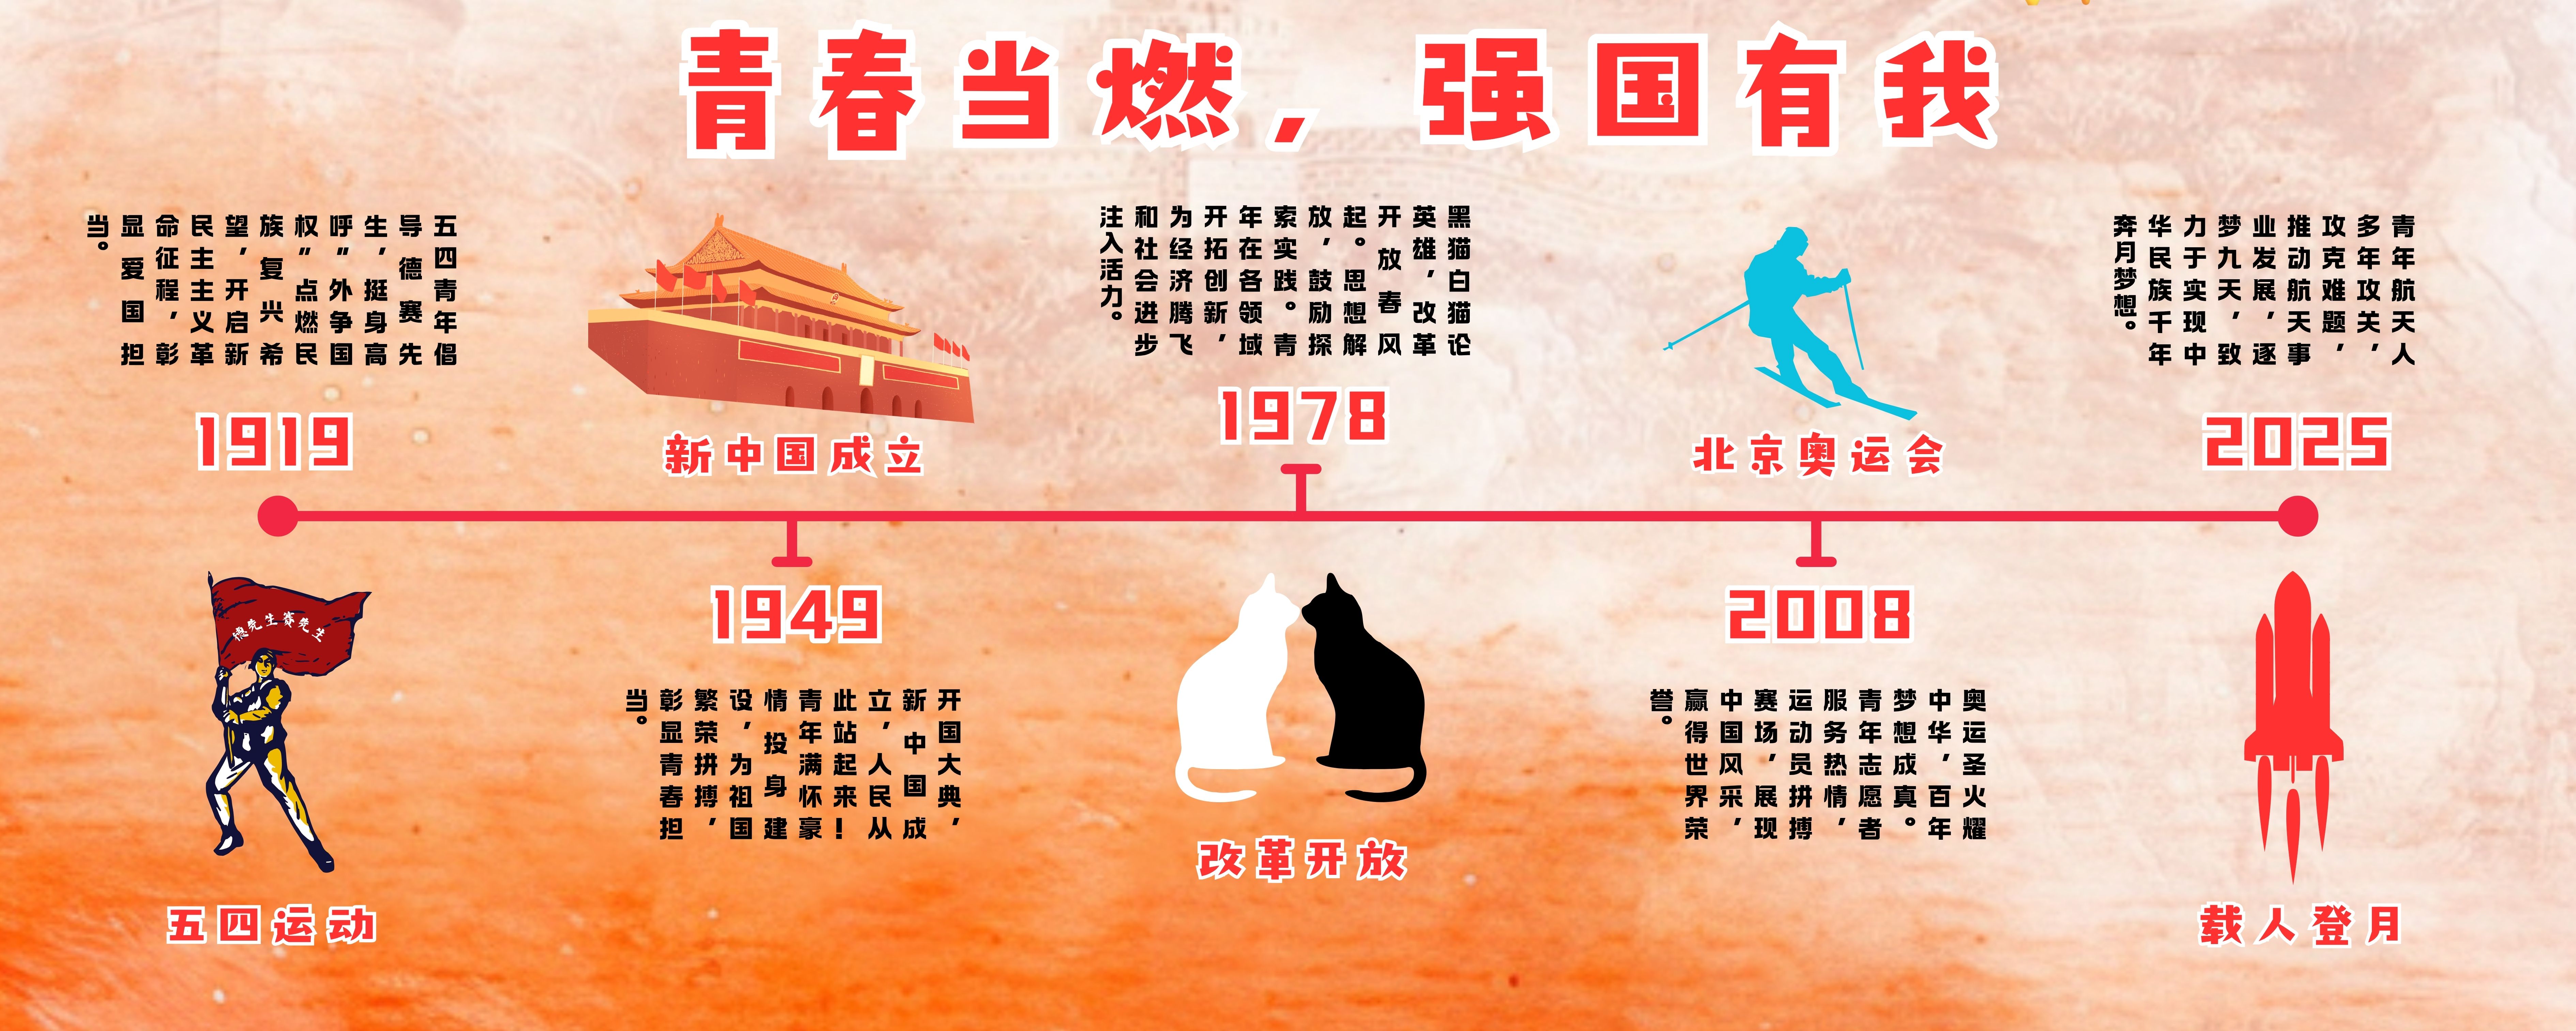 青春当燃，强国有我
五四青年倡
导德赛先
生，挺身高
呼“外争国
权”点燃民
族复兴希
望，开启新
民主主义革
命征程，彰
显爱国担
当。
1919
德先生赛先生
五四运动
新中国成立
1949
开国大典，
新中国成
立，人民从
此站起来！
青年满怀豪
情投身建
设，为祖国
繁荣拼搏，
彰显青春担
当。
黑猫白猫论
英雄，改革
开放春风
起。思想解
放，鼓励探
索实践。青
年在各领域
开拓创新，
为经济腾飞
和社会进步
注入活力。
1978
改革开放
北京奥运会
2008
奥运圣火耀
中华，百年
梦想成真。
青年志愿者
服务热情，
运动员拼搏
赛场，展现
中国风采，
赢得世界荣
誉。
青年航天人
多年攻关，
攻克难题，
推动航天事
业发展，逐
梦九天，致
力于实现中
华民族千年
奔月梦想。
2025
载人登月